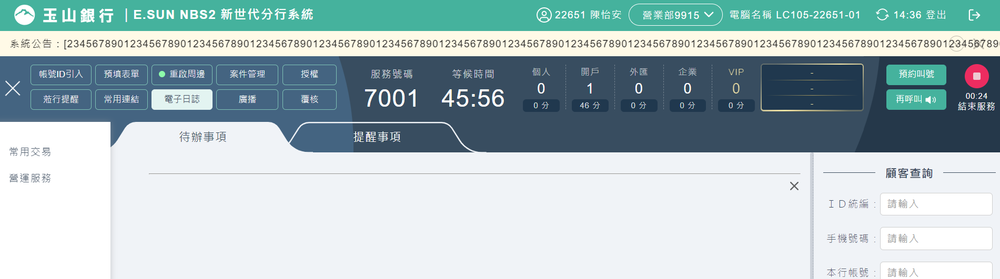 玉山銀行 | E.SUN NBS2 新世代分行系統
22651 陳怡安
營業部9915
電腦名稱 LC105-22651-01
14:36 登出
系統公告：[2345678901234567890123456789012345678901234567890123456789012345678901234567890123456789012345678901234567890
帳號ID引入
預填表單
重啟周邊
案件管理
授權
蒞行提醒
常用連結
電子日誌
廣播
覆核
服務號碼
7001
等候時間
45:56
個人
0
0 分
開戶
1
46 分
外匯
0
0 分
企業
0
0 分
VIP
0
0 分
-
-
-
預約叫號
再呼叫
00:24
結束服務
待辦事項
提醒事項
常用交易
營運服務
顧客查詢
ＩＤ統編：
請輸入
手機號碼：
請輸入
本行帳號：
請輸入